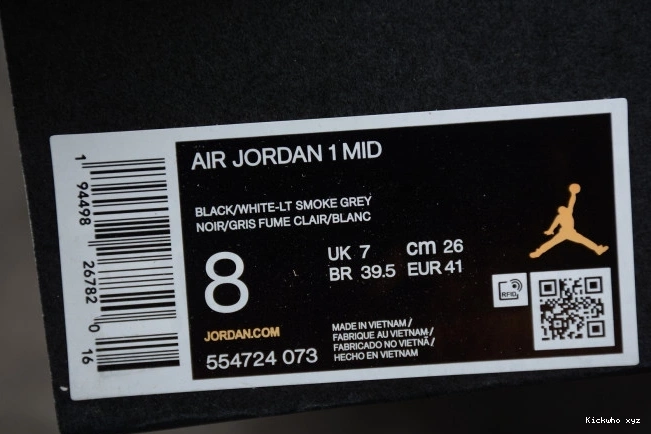 AIR JORDAN 1 MID
BLACK/WHITE-LT SMOKE GREY
NOIR/GRIS FUME CLAIR/BLANC
8
UK 7 cm 26
BR 39.5 EUR 41
RFID
JORDAN.COM
554724 073
MADE IN VIETNAM /
FABRIQUE AU VIETNAM /
FABRICADO NO VIETNÃ /
HECHO EN VIETNAM
1 94498 26782 0 16
Kickwho xyz